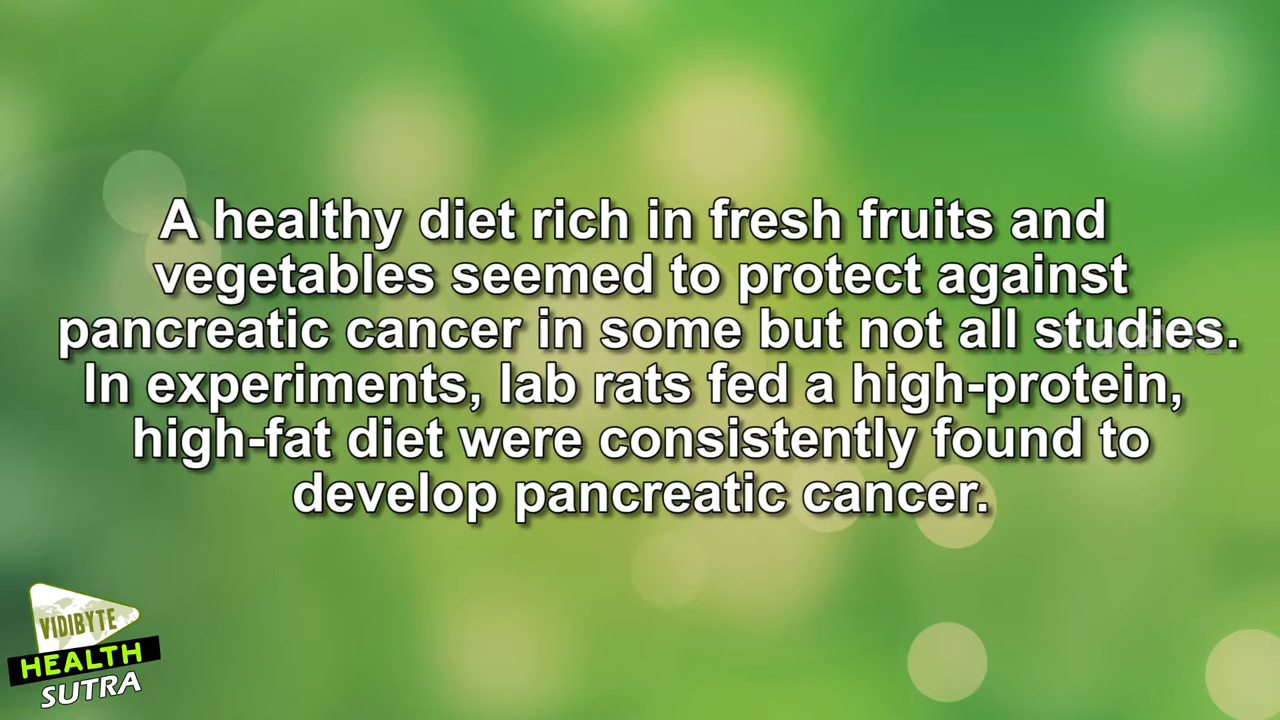 A healthy diet rich in fresh fruits and
vegetables seemed to protect against
pancreatic cancer in some but not all studies.
In experiments, lab rats fed a high-protein,
high-fat diet were consistently found to
develop pancreatic cancer.
VIDIBYTE
VIDIBYTE
HEALTH
SUTRA